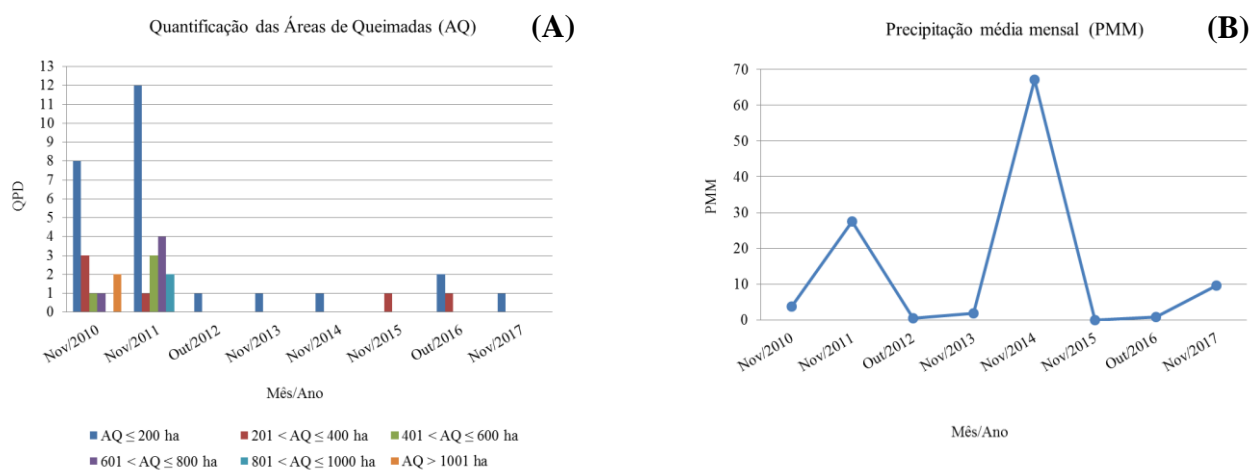 Quantificação das Áreas de Queimadas (AQ)
(A)
13
12
11
10
9
8
7
6
5
4
3
2
1
0
QPD
Nov/2010
Nov/2011
Out/2012
Nov/2013
Nov/2014
Nov/2015
Out/2016
Nov/2017
Mês/Ano
AQ ≤ 200 ha
201 < AQ ≤ 400 ha
401 < AQ ≤ 600 ha
601 < AQ ≤ 800 ha
801 < AQ ≤ 1000 ha
AQ > 1001 ha
Precipitação média mensal (PMM)
(B)
70
60
50
40
30
20
10
0
PMM
Nov/2010
Nov/2011
Out/2012
Nov/2013
Nov/2014
Nov/2015
Out/2016
Nov/2017
Mês/Ano